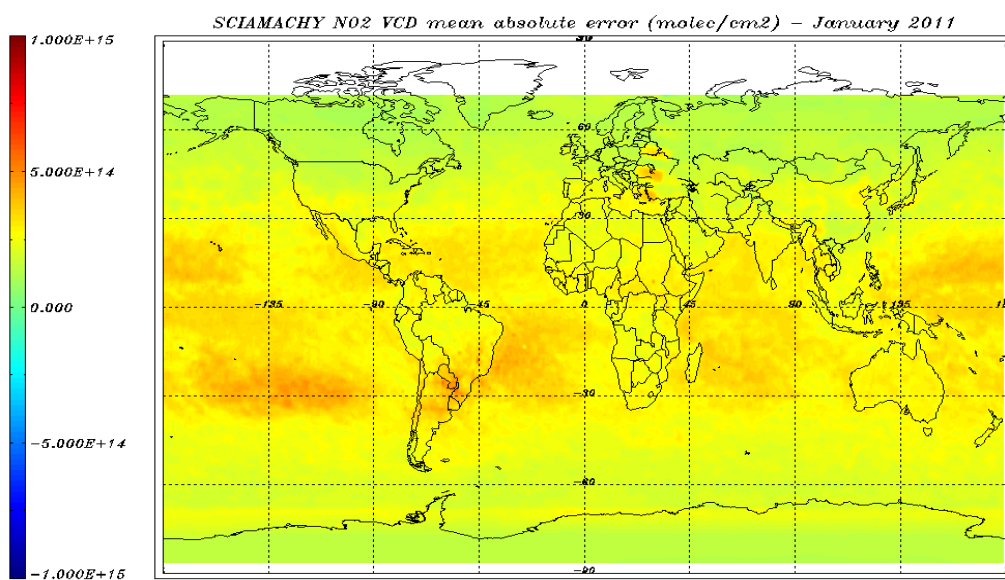 SCIAMACHY NO2 VCD mean absolute error (molec/cm2) – January 2011
1.000E+15
5.000E+14
0.000
−5.000E+14
−1.000E+15
60
30
−135
−90
−45
0
45
90
135
−30
−60
−90